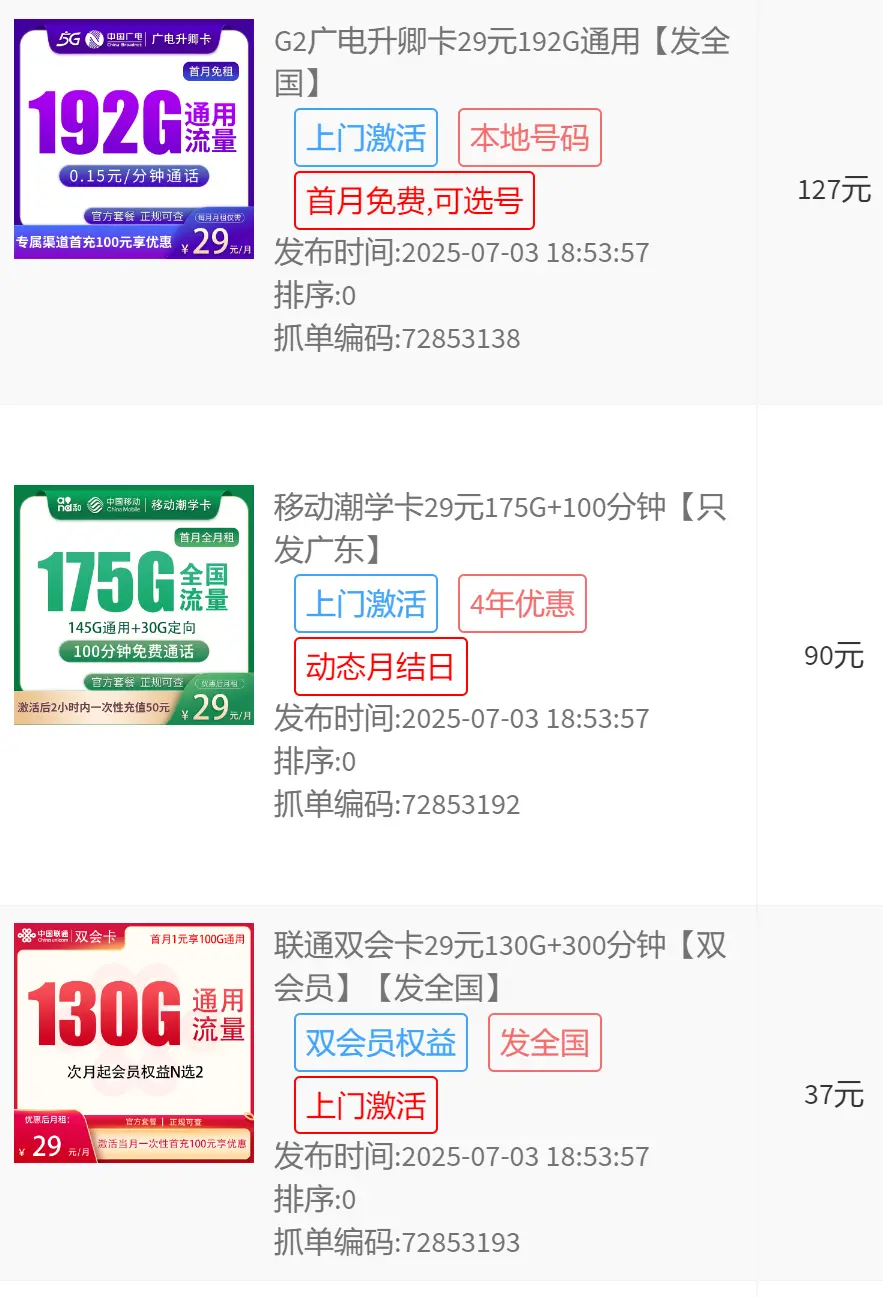 5G 中国广电 China Broadnet 广电升卿卡
首月免租
192G 通用流量
0.15元/分钟通话
官方套餐 正规可查
每月月租仅需
专属渠道首充100元享优惠
¥29元/月
G2广电升卿卡29元192G通用【发全
国】
上门激活 本地号码
首月免费,可选号
发布时间:2025-07-03 18:53:57
排序:0
抓单编码:72853138
127元
and和 中国移动 China Mobile 移动潮学卡
首月全月租
175G 全国流量
145G通用+30G定向
100分钟免费通话
官方套餐 正规可查
优惠后月租
激活后2小时内一次性充值50元
¥29元/月
移动潮学卡29元175G+100分钟【只
发广东】
上门激活 4年优惠
动态月结日
发布时间:2025-07-03 18:53:57
排序:0
抓单编码:72853192
90元
中国联通 China unicom 双会卡
首月1元享100G通用
130G 通用流量
次月起会员权益N选2
优惠后月租:
官方套餐 | 正规可查
¥ 29 元/月
激活当月一次性首充100元享优惠
联通双会卡29元130G+300分钟【双
会员】【发全国】
双会员权益 发全国
上门激活
发布时间:2025-07-03 18:53:57
排序:0
抓单编码:72853193
37元